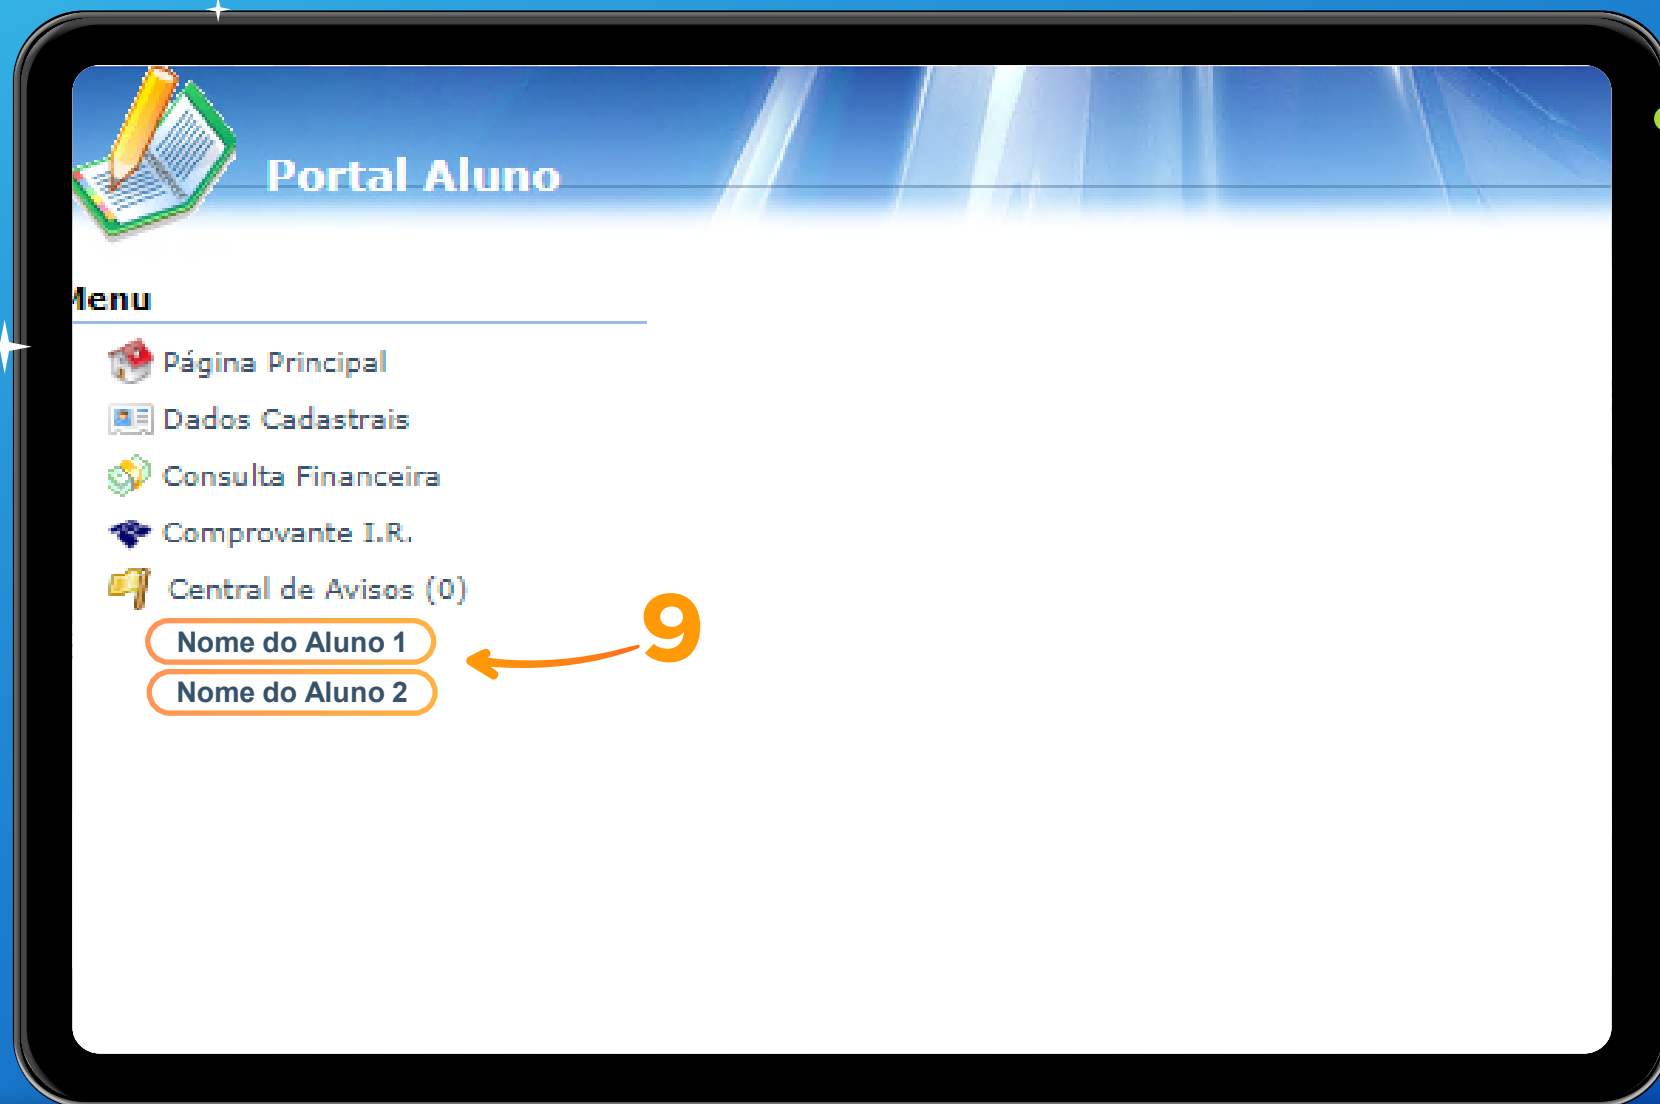 Portal Aluno
Menu
Página Principal
Dados Cadastrais
Consulta Financeira
Comprovante I.R.
Central de Avisos (0)
9
Nome do Aluno 1
Nome do Aluno 2